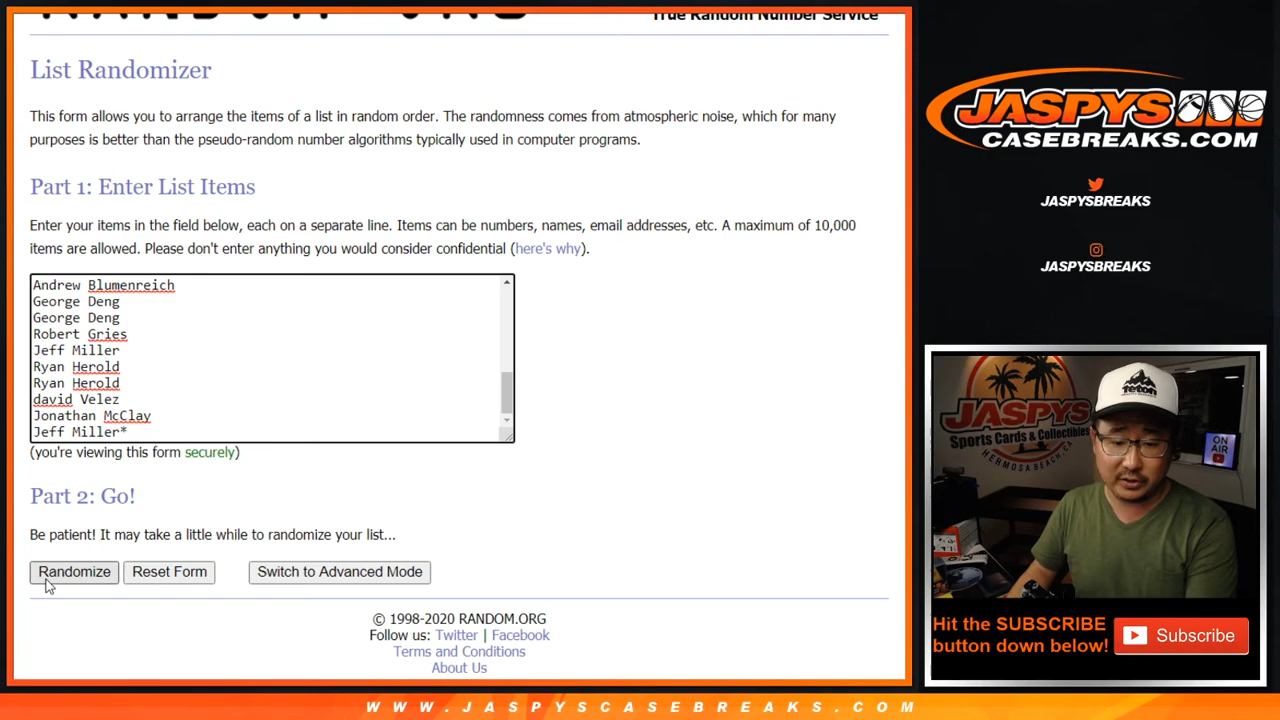 True Random Number Service
List Randomizer
This form allows you to arrange the items of a list in random order. The randomness comes from atmospheric noise, which for many
purposes is better than the pseudo-random number algorithms typically used in computer programs.
Part 1: Enter List Items
Enter your items in the field below, each on a separate line. Items can be numbers, names, email addresses, etc. A maximum of 10,000
items are allowed. Please don't enter anything you would consider confidential (here's why).
Andrew Blumenreich
George Deng
George Deng
Robert Gries
Jeff Miller
Ryan Herold
Ryan Herold
david Velez
Jonathan McClay
Jeff Miller*
(you're viewing this form securely)
Part 2: Go!
Be patient! It may take a little while to randomize your list...
Randomize
Reset Form
Switch to Advanced Mode
© 1998-2020 RANDOM.ORG
Follow us: Twitter | Facebook
Terms and Conditions
About Us
JASPYS
CASEBREAKS.COM
JASPYSBREAKS
JASPYSBREAKS
JASPYS
Sports Cards & Collectibles
HERMOSA BEACH, CA
TETON
ON
AIR
Hit the SUBSCRIBE
button down below!
Subscribe
WWW.JASPYSCASEBREAKS.COM